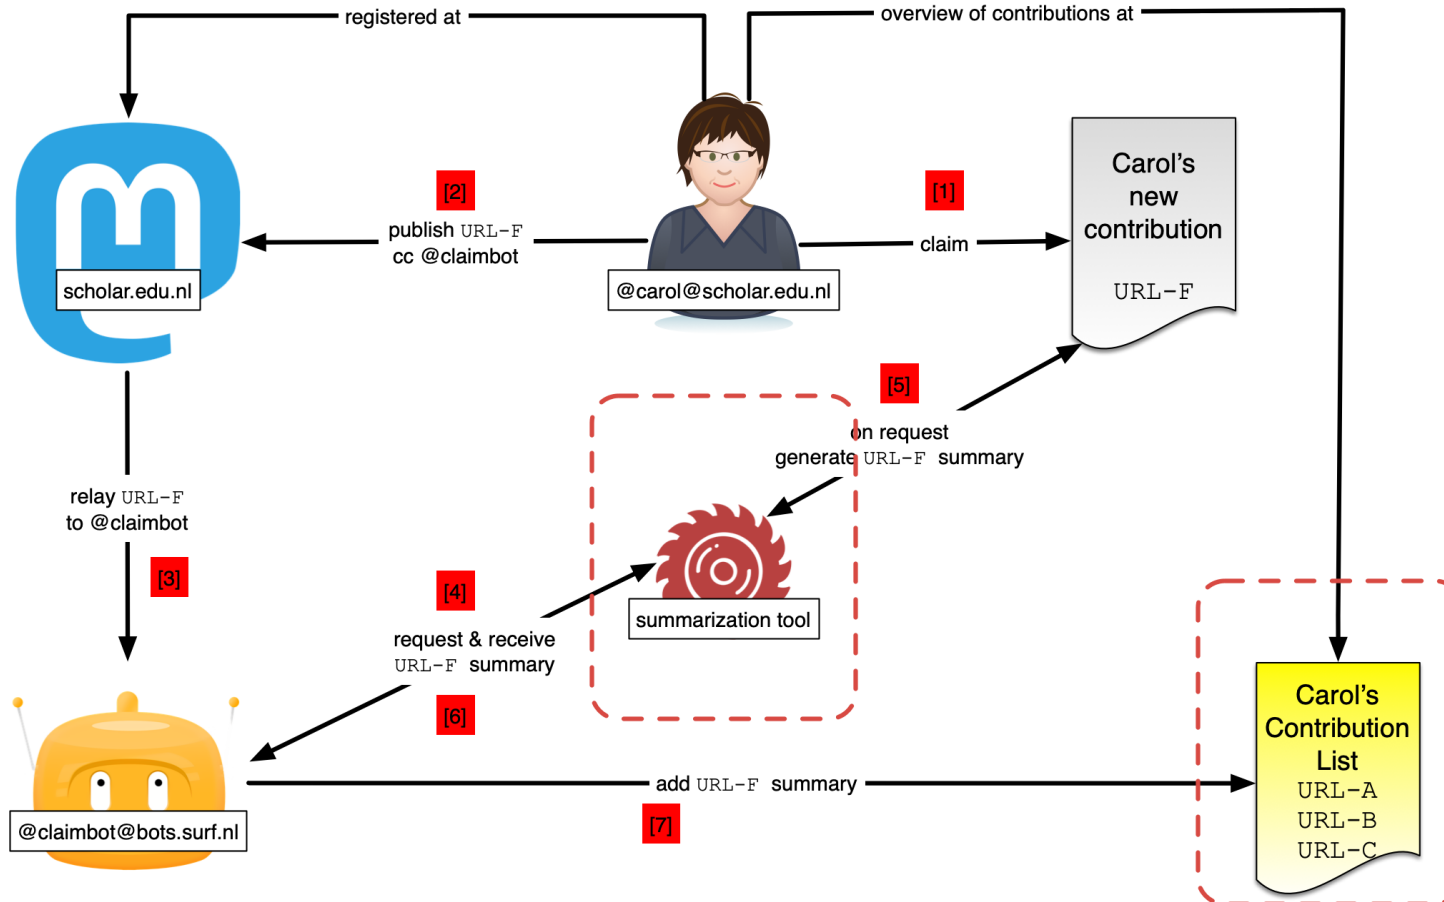 registered at
overview of contributions at
[2]
publish URL-F
cc @claimbot
[1]
claim
Carol's
new
contribution
URL-F
scholar.edu.nl
@carol@scholar.edu.nl
[5]
on request
generate URL-F summary
relay URL-F
to @claimbot
[3]
[4]
request & receive
URL-F summary
[6]
summarization tool
Carol's
Contribution
List
URL-A
URL-B
URL-C
add URL-F summary
[7]
@claimbot@bots.surf.nl